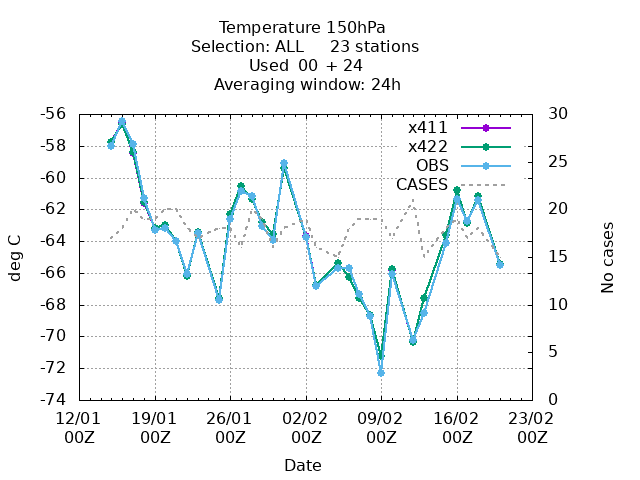 Temperature 150hPa
Selection: ALL     23 stations
Used  00  + 24
Averaging window: 24h
-56
-58
-60
-62
-64
-66
-68
-70
-72
-74
30
25
20
15
10
5
0
x411
x422
OBS
CASES
deg C
No cases
12/01 19/01 26/01 02/02 09/02 16/02 23/02
00Z 00Z 00Z 00Z 00Z 00Z 00Z
Date